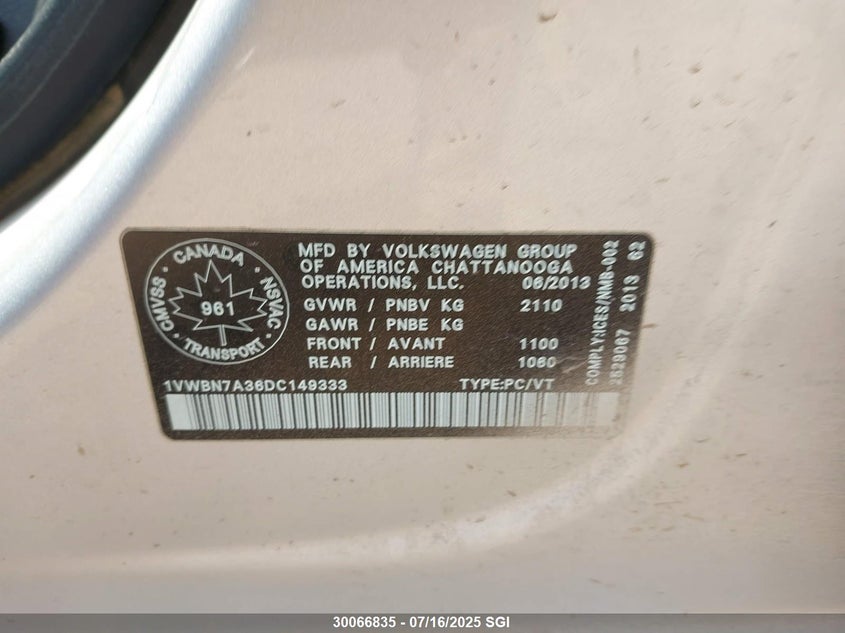 CANADA
CMVSS
NSVAC
961
TRANSPORT
MFD BY VOLKSWAGEN GROUP
OF AMERICA CHATTANOOGA
OPERATIONS, LLC. 06/2013
GVWR / PNBV KG 2110
GAWR / PNBE KG
FRONT / AVANT 1100
REAR / ARRIERE 1060
1VWBN7A36DC149333 TYPE:PC/VT
COMPLY:ICES/NMB-002
2629067 2013 62
30066835 - 07/16/2025 SGI